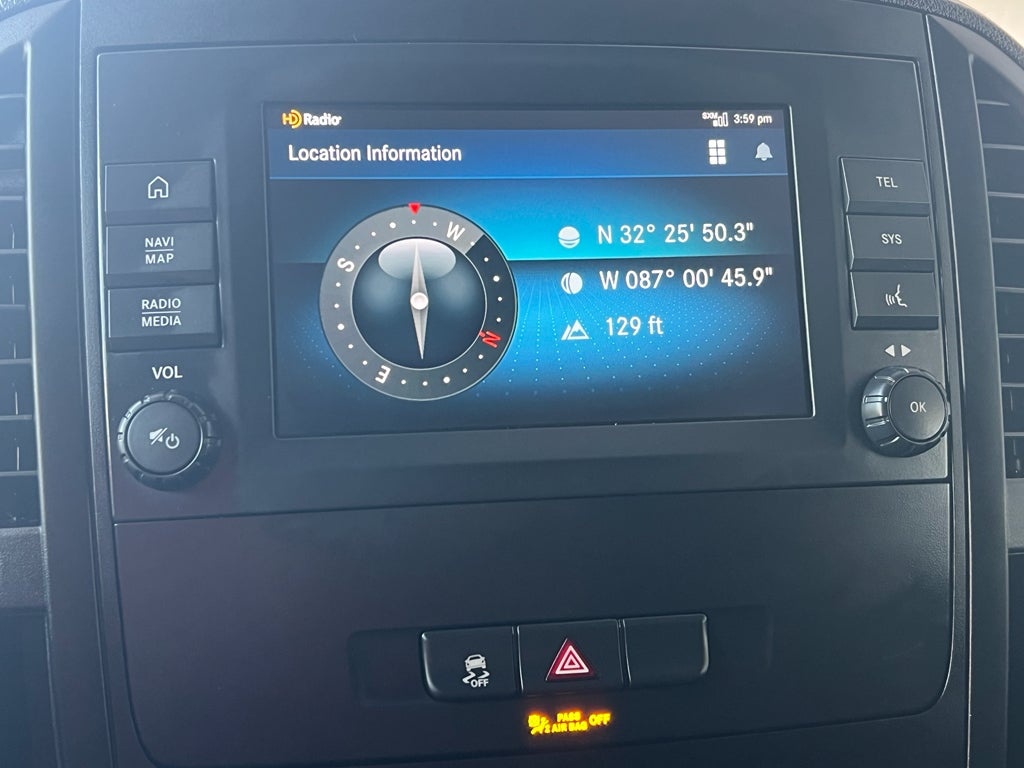 HD Radio
SXM 3:59 pm
Location Information
N 32° 25' 50.3"
W 087° 00' 45.9"
129 ft
W
S
N
E
NAVI
MAP
RADIO
MEDIA
VOL
TEL
SYS
OK
OFF
PASS
AIR BAG OFF